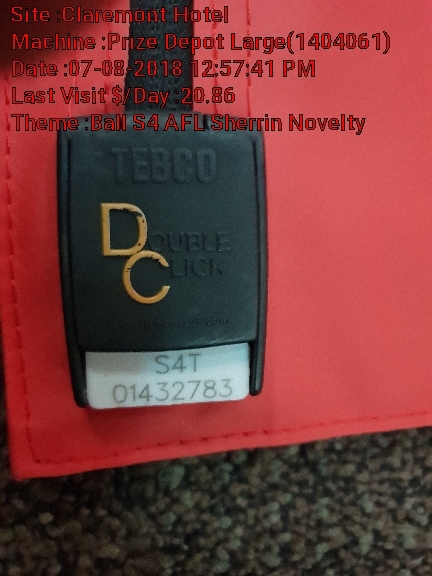 Site :Claremont Hotel
Machine :Prize Depot Large(1404061)
Date :07-08-2018 12:57:41 PM
Last Visit $/Day :20.86
Theme :Ball S4 AFL Sherrin Novelty
TEBCO
DOUBLE
CLICK
S4T
01432783